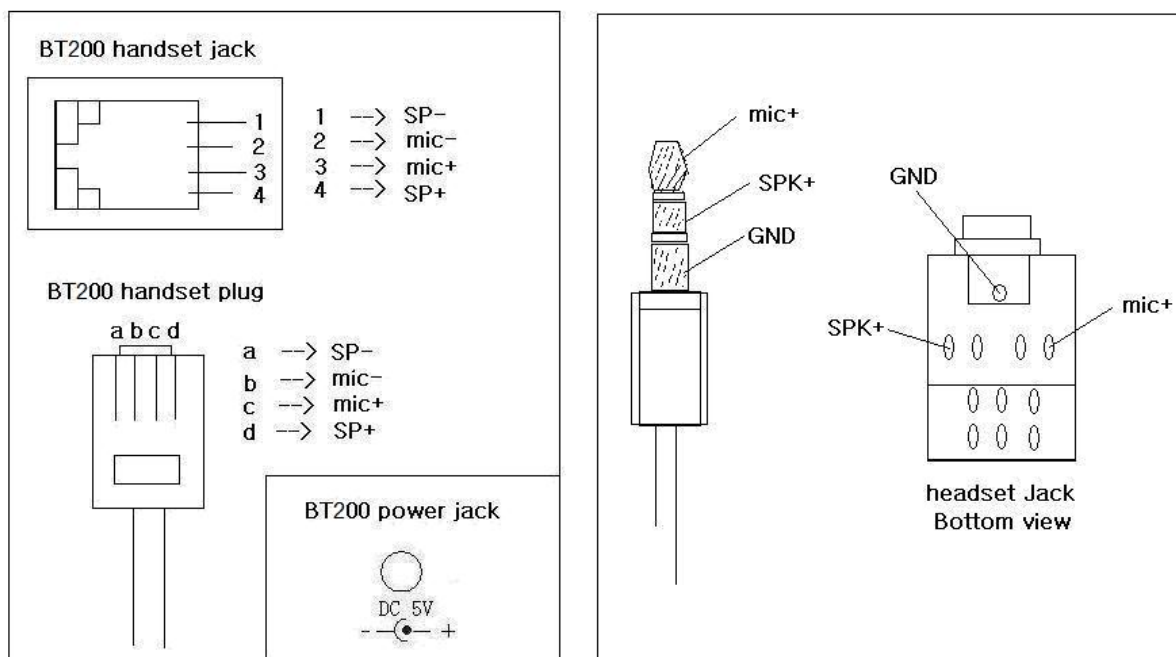 BT200 handset jack
1
2
3
4
1 --> SP-
2 --> mic-
3 --> mic+
4 --> SP+
BT200 handset plug
a b c d
a --> SP-
b --> mic-
c --> mic+
d --> SP+
BT200 power jack
DC 5V
- +
mic+
SPK+
GND
GND
SPK+
mic+
headset Jack
Bottom view